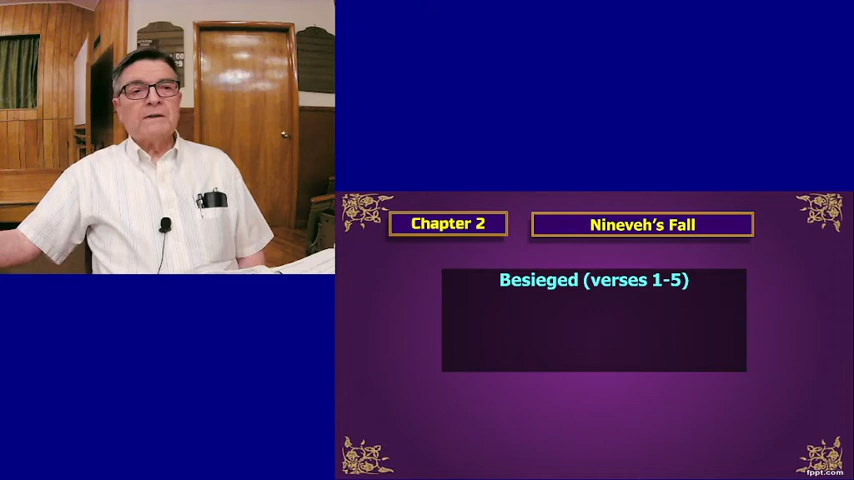 Chapter 2
Nineveh's Fall
Besieged (verses 1-5)
fppt.com